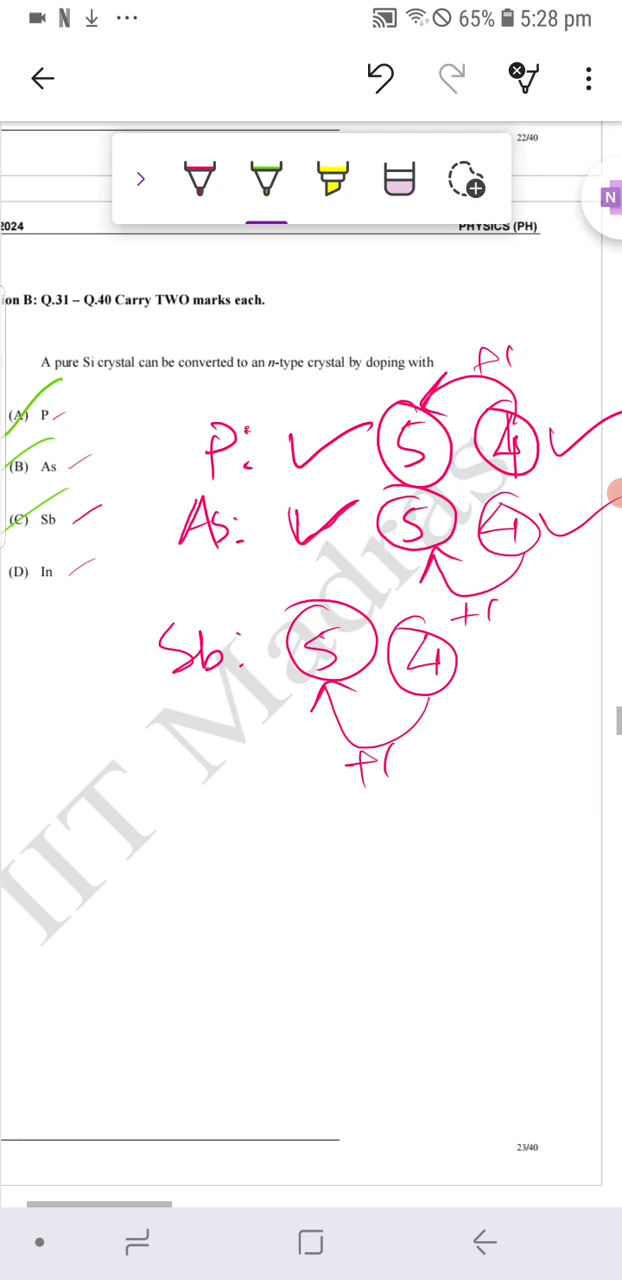 65% 5:28 pm
22/40
2024 PHYSICS (PH)
ion B: Q.31 – Q.40 Carry TWO marks each.
A pure Si crystal can be converted to an n-type crystal by doping with
(A) P
(B) As
(C) Sb
(D) In
P: 5 4
As: 5 4
+1
Sb: 5 4
+1
IIT Madras
23/40